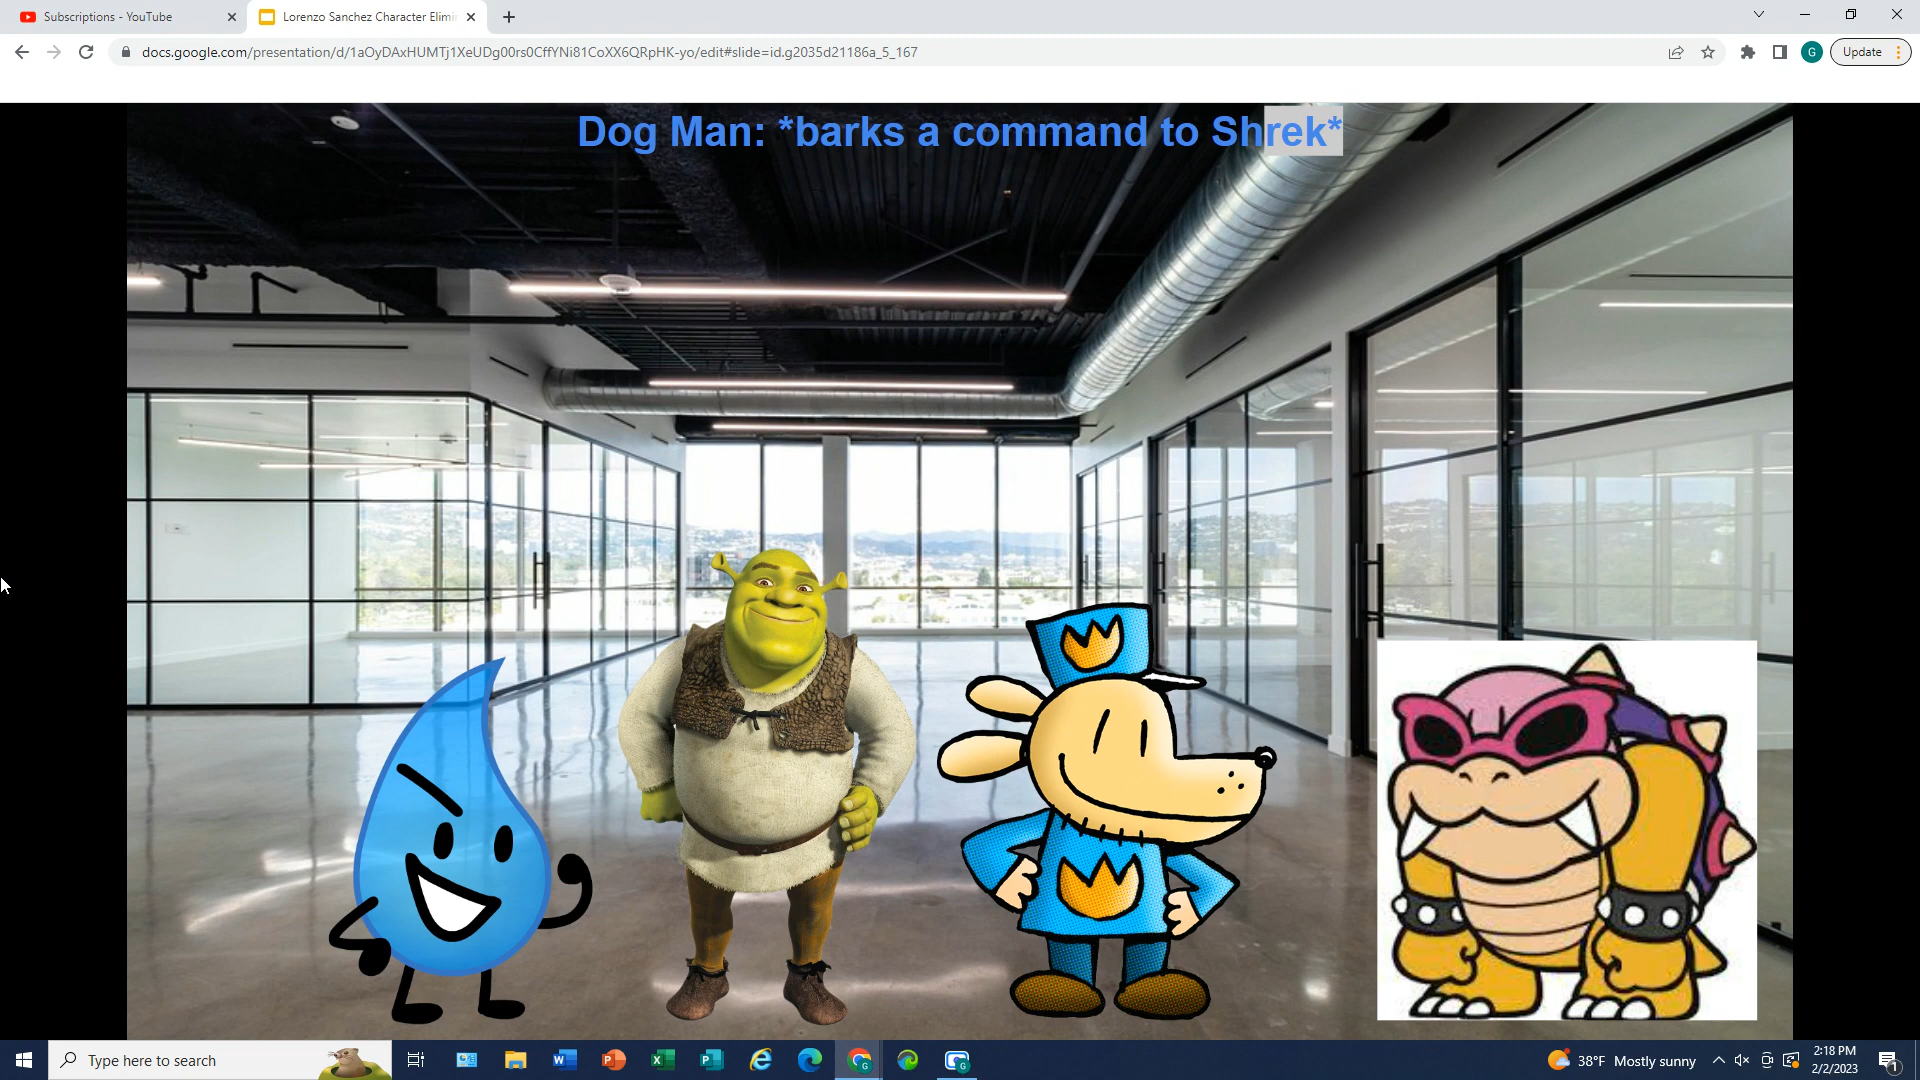 Subscriptions - YouTube
Lorenzo Sanchez Character Elimi
docs.google.com/presentation/d/1aOyDAxHUMTj1XeUDg00rs0CffYNi81CoXX6QRpHK-yo/edit#slide=id.g2035d21186a_5_167
G
Update
Dog Man: *barks a command to Shrek*
Type here to search
38°F Mostly sunny
2:18 PM
2/2/2023
1